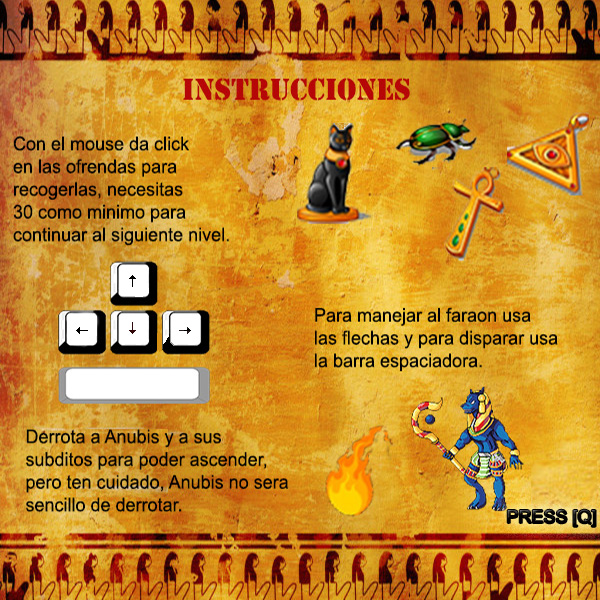 INSTRUCCIONES
Con el mouse da click
en las ofrendas para
recogerlas, necesitas
30 como minimo para
continuar al siguiente nivel.
Para manejar al faraon usa
las flechas y para disparar usa
la barra espaciadora.
Derrota a Anubis y a sus
subditos para poder ascender,
pero ten cuidado, Anubis no sera
sencillo de derrotar.
PRESS [Q]